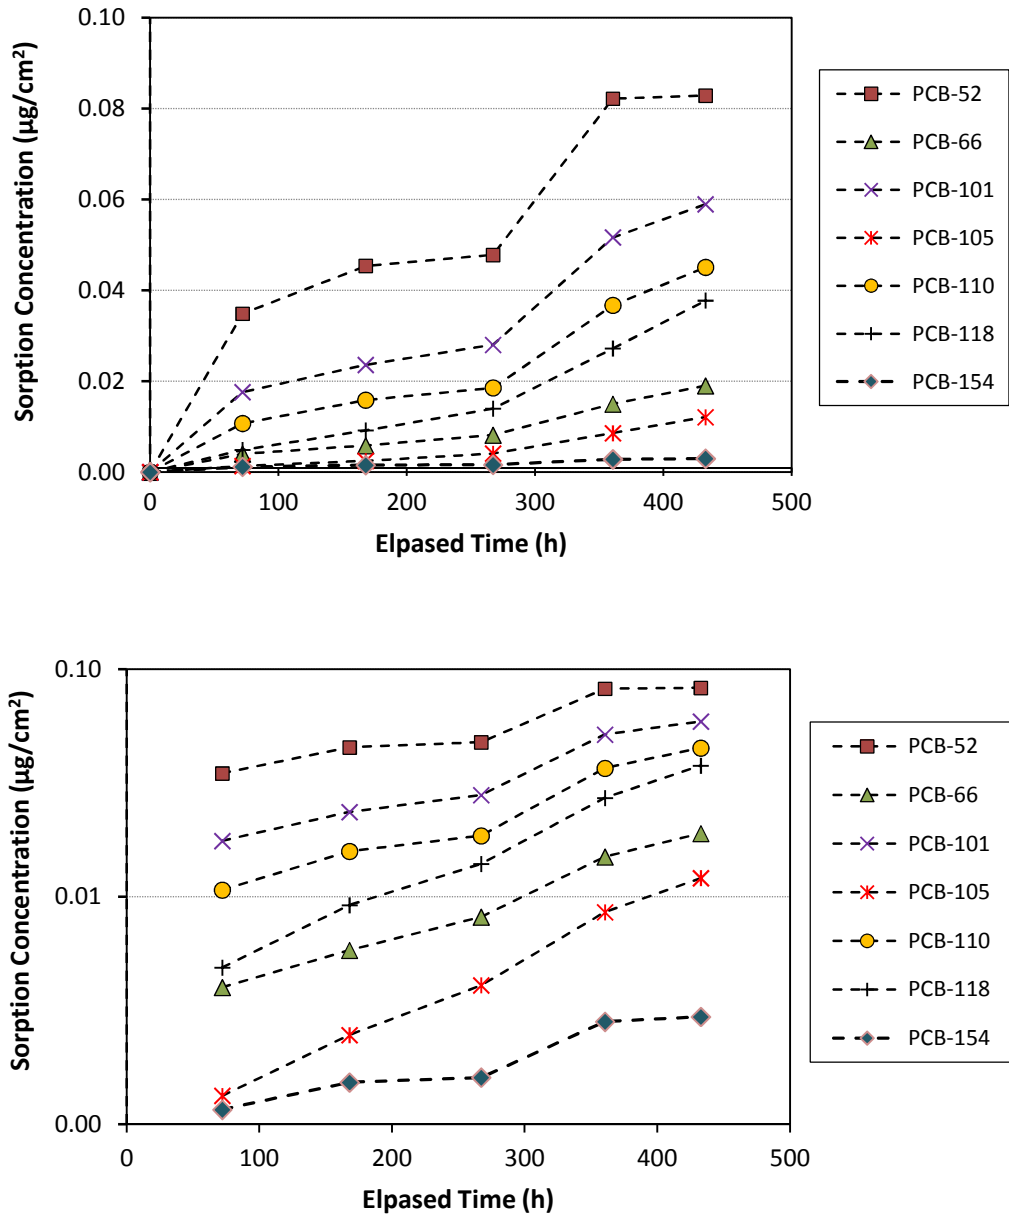 Sorption Concentration (µg/cm²)
0.10
0.08
0.06
0.04
0.02
0.00
0 100 200 300 400 500
Elpased Time (h)
PCB-52
PCB-66
PCB-101
PCB-105
PCB-110
PCB-118
PCB-154
Sorption Concentration (µg/cm²)
0.10
0.01
0.00
0 100 200 300 400 500
Elpased Time (h)
PCB-52
PCB-66
PCB-101
PCB-105
PCB-110
PCB-118
PCB-154